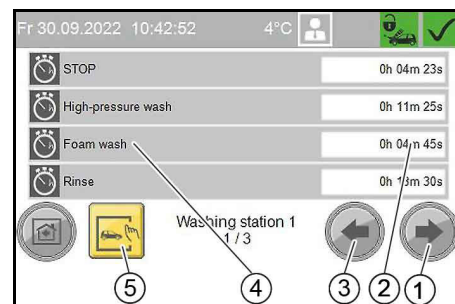 Fr 30.09.2022 10:42:52 4°C
STOP 0h 04m 23s
High-pressure wash 0h 11m 25s
Foam wash 0h 04m 45s
Rinse 0h 13m 30s
Washing station 1
1 / 3
5 4 3 2 1